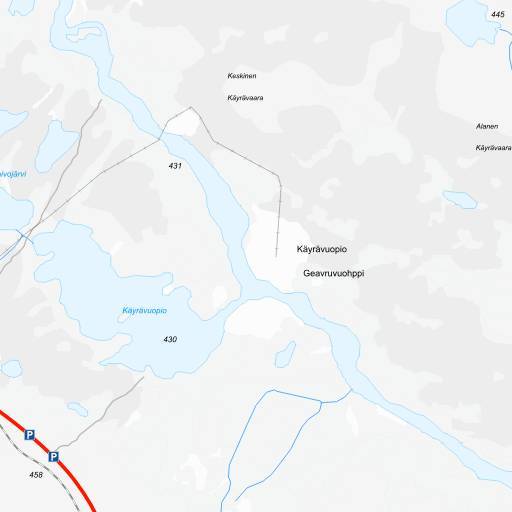 445
Keskinen
Käyrävaara
Alanen
Käyrävaara
431
Käyrävuopio
Geavruvuohppi
Käyrävuopio
430
P
P
458